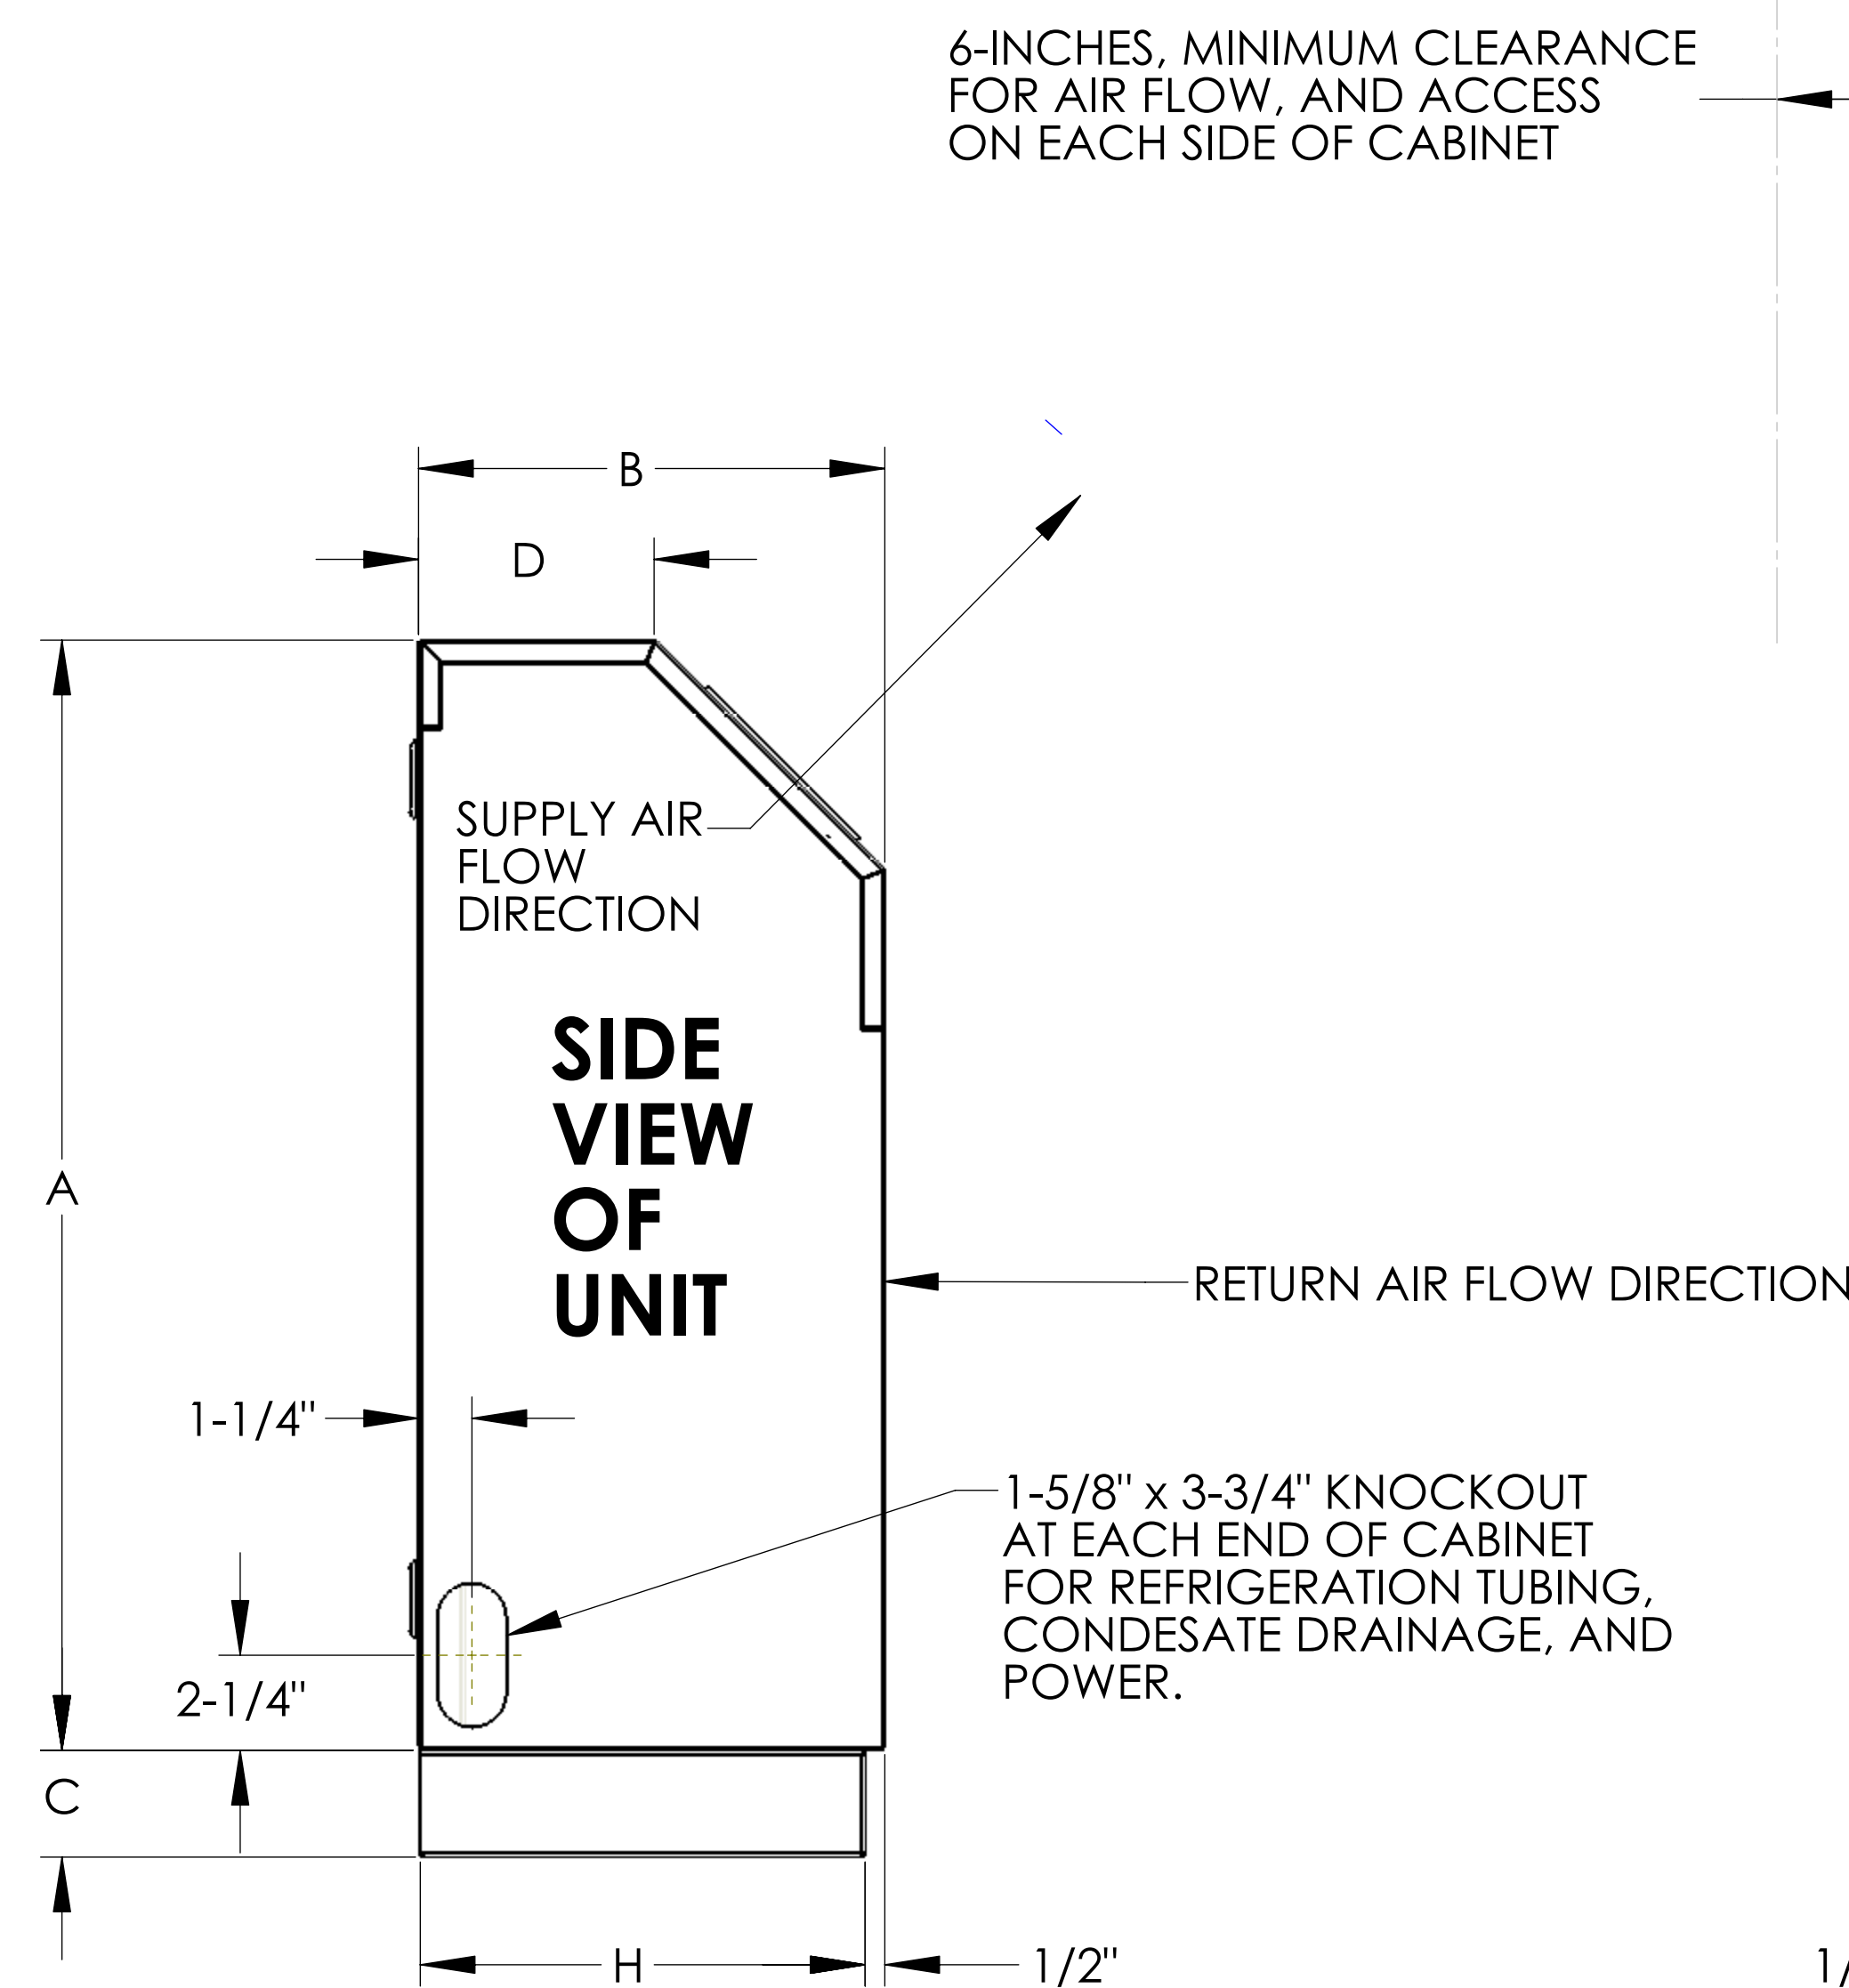 6-INCHES, MINIMUM CLEARANCE
FOR AIR FLOW, AND ACCESS
ON EACH SIDE OF CABINET
B
D
SUPPLY AIR
FLOW
DIRECTION
SIDE
VIEW
OF
UNIT
A
RETURN AIR FLOW DIRECTION
1-1/4"
1-5/8" x 3-3/4" KNOCKOUT
AT EACH END OF CABINET
FOR REFRIGERATION TUBING,
CONDESATE DRAINAGE, AND
POWER.
2-1/4"
C
H
1/2"
1/